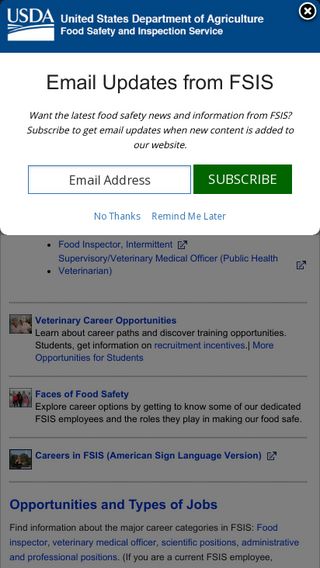 USDA
United States Department of Agriculture
Food Safety and Inspection Service
Email Updates from FSIS
Want the latest food safety news and information from FSIS?
Subscribe to get email updates when new content is added to
our website.
Email Address
SUBSCRIBE
No Thanks
Remind Me Later
Food Inspector, Intermittent
Supervisory/Veterinary Medical Officer (Public Health
Veterinarian)
Veterinary Career Opportunities
Learn about career paths and discover training opportunities.
Students, get information on recruitment incentives.| More
Opportunities for Students
Faces of Food Safety
Explore career options by getting to know some of our dedicated
FSIS employees and the roles they play in making our food safe.
Careers in FSIS (American Sign Language Version)
Opportunities and Types of Jobs
Find information about the major career categories in FSIS: Food
inspector, veterinary medical officer, scientific positions, administrative
and professional positions. (If you are a current FSIS employee,